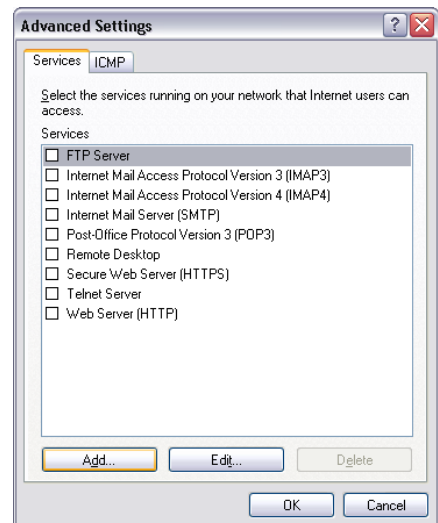 Advanced Settings
Services ICMP
Select the services running on your network that Internet users can
access.
Services
FTP Server
Internet Mail Access Protocol Version 3 (IMAP3)
Internet Mail Access Protocol Version 4 (IMAP4)
Internet Mail Server (SMTP)
Post-Office Protocol Version 3 (POP3)
Remote Desktop
Secure Web Server (HTTPS)
Telnet Server
Web Server (HTTP)
Add... Edit... Delete
OK Cancel